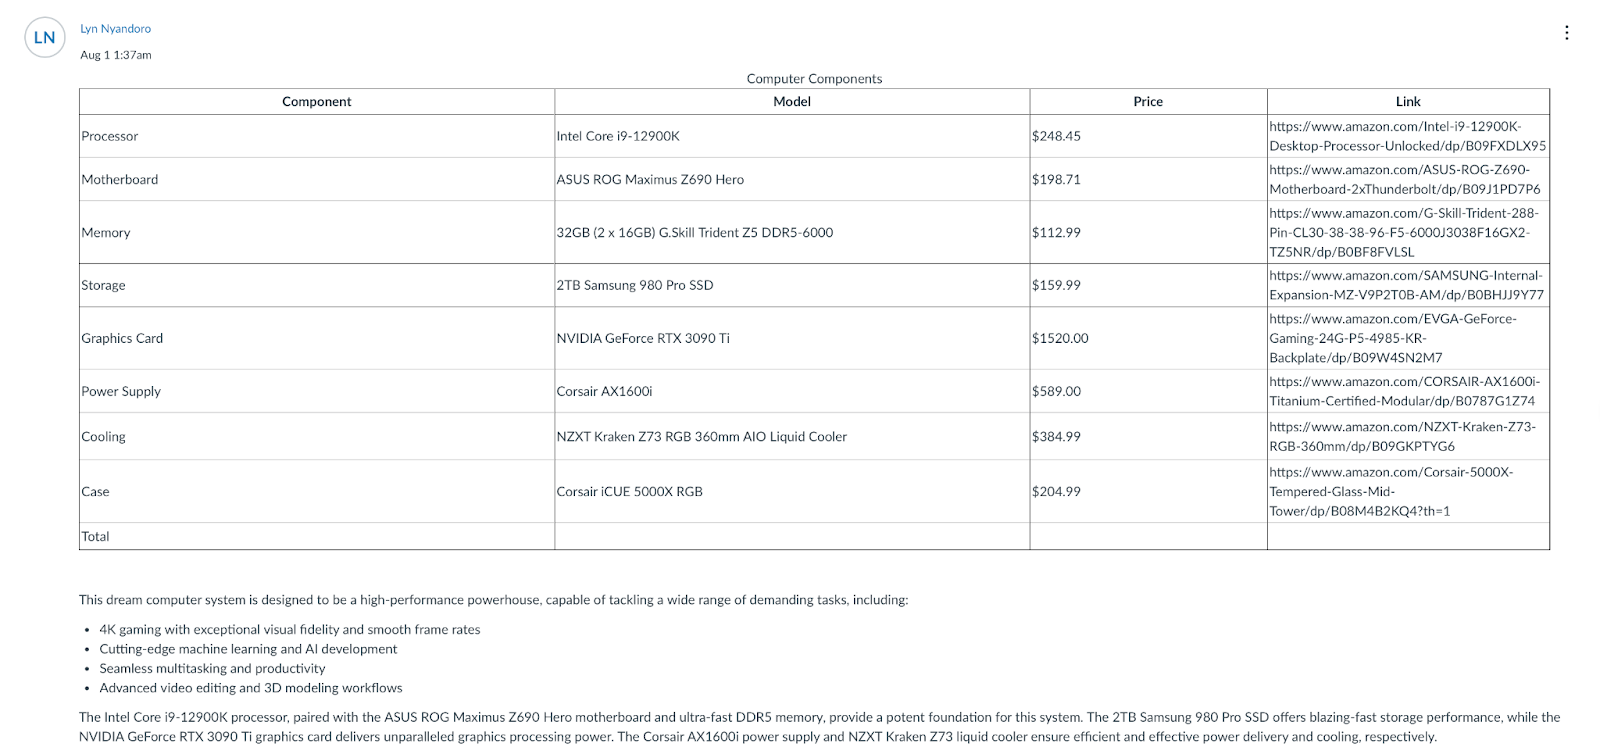 LN
Lyn Nyandoro
Aug 1 1:37am
Computer Components
Component Model Price Link
Processor Intel Core i9-12900K $248.45 https://www.amazon.com/Intel-i9-12900K-
Desktop-Processor-Unlocked/dp/B09FXDLX95
Motherboard ASUS ROG Maximus Z690 Hero $198.71 https://www.amazon.com/ASUS-ROG-Z690-
Motherboard-2xThunderbolt/dp/B09J1PD7P6
Memory 32GB (2 x 16GB) G.Skill Trident Z5 DDR5-6000 $112.99 https://www.amazon.com/G-Skill-Trident-288-
Pin-CL30-38-38-96-F5-6000J3038F16GX2-
TZ5NR/dp/B0BF8FVLSL
Storage 2TB Samsung 980 Pro SSD $159.99 https://www.amazon.com/SAMSUNG-Internal-
Expansion-MZ-V9P2T0B-AM/dp/B0BHJJ9Y77
Graphics Card NVIDIA GeForce RTX 3090 Ti $1520.00 https://www.amazon.com/EVGA-GeForce-
Gaming-24G-P5-4985-KR-
Backplate/dp/B09W4SN2M7
Power Supply Corsair AX1600i $589.00 https://www.amazon.com/CORSAIR-AX1600i-
Titanium-Certified-Modular/dp/B0787G1Z74
Cooling NZXT Kraken Z73 RGB 360mm AIO Liquid Cooler $384.99 https://www.amazon.com/NZXT-Kraken-Z73-
RGB-360mm/dp/B09GKPTYG6
Case Corsair iCUE 5000X RGB $204.99 https://www.amazon.com/Corsair-5000X-
Tempered-Glass-Mid-
Tower/dp/B08M4B2KQ4?th=1
Total
This dream computer system is designed to be a high-performance powerhouse, capable of tackling a wide range of demanding tasks, including:
• 4K gaming with exceptional visual fidelity and smooth frame rates
• Cutting-edge machine learning and AI development
• Seamless multitasking and productivity
• Advanced video editing and 3D modeling workflows
The Intel Core i9-12900K processor, paired with the ASUS ROG Maximus Z690 Hero motherboard and ultra-fast DDR5 memory, provide a potent foundation for this system. The 2TB Samsung 980 Pro SSD offers blazing-fast storage performance, while the
NVIDIA GeForce RTX 3090 Ti graphics card delivers unparalleled graphics processing power. The Corsair AX1600i power supply and NZXT Kraken Z73 liquid cooler ensure efficient and effective power delivery and cooling, respectively.